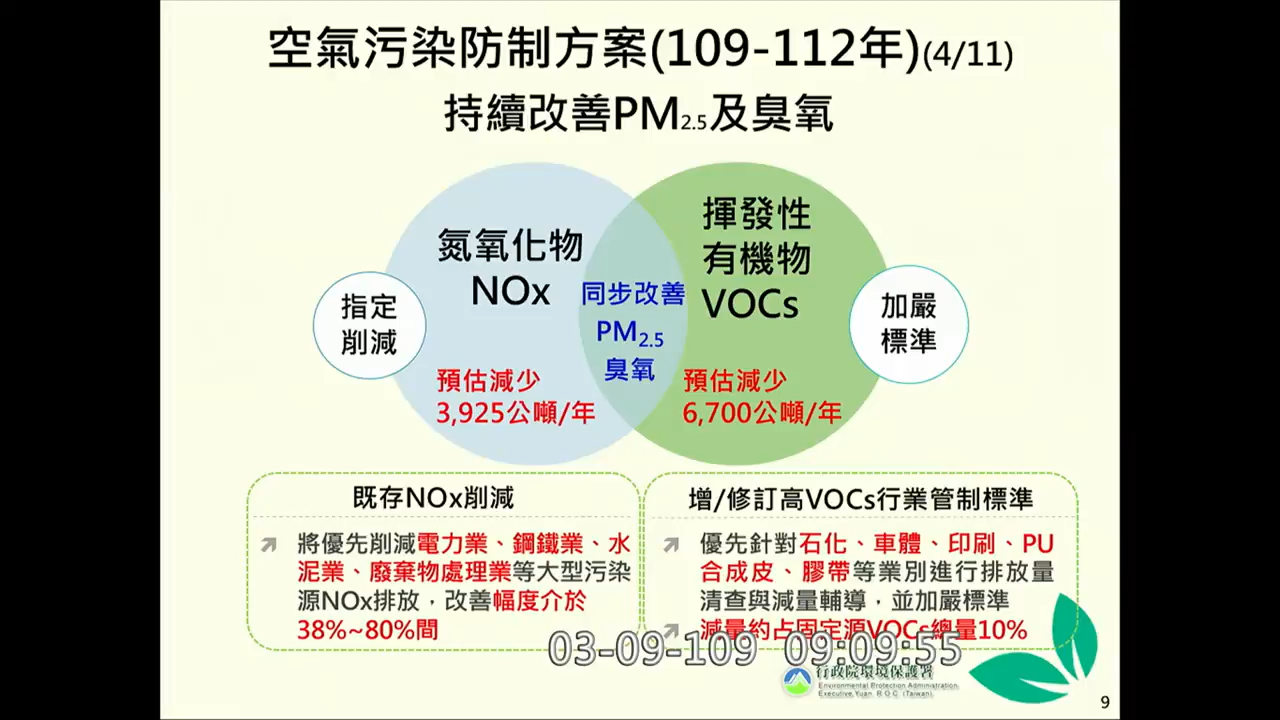 空氣污染防制方案(109-112年)(4/11)
持續改善PM2.5及臭氧
氮氧化物
NOx
揮發性
有機物
VOCs
指定
削減
同步改善
PM2.5
臭氧
加嚴
標準
預估減少
3,925公噸/年
預估減少
6,700公噸/年
既存NOx削減
將優先削減電力業、鋼鐵業、水
泥業、廢棄物處理業等大型污染
源NOx排放，改善幅度介於
38%~80%間
增/修訂高VOCs行業管制標準
優先針對石化、車體、印刷、PU
合成皮、膠帶等業別進行排放量
清查與減量輔導，並加嚴標準
減量約占固定源VOCs總量10%
03-09-109 09:09:55
行政院環境保護署
Environmental Protection Administration
Executive Yuan, R.O.C. (Taiwan)
9